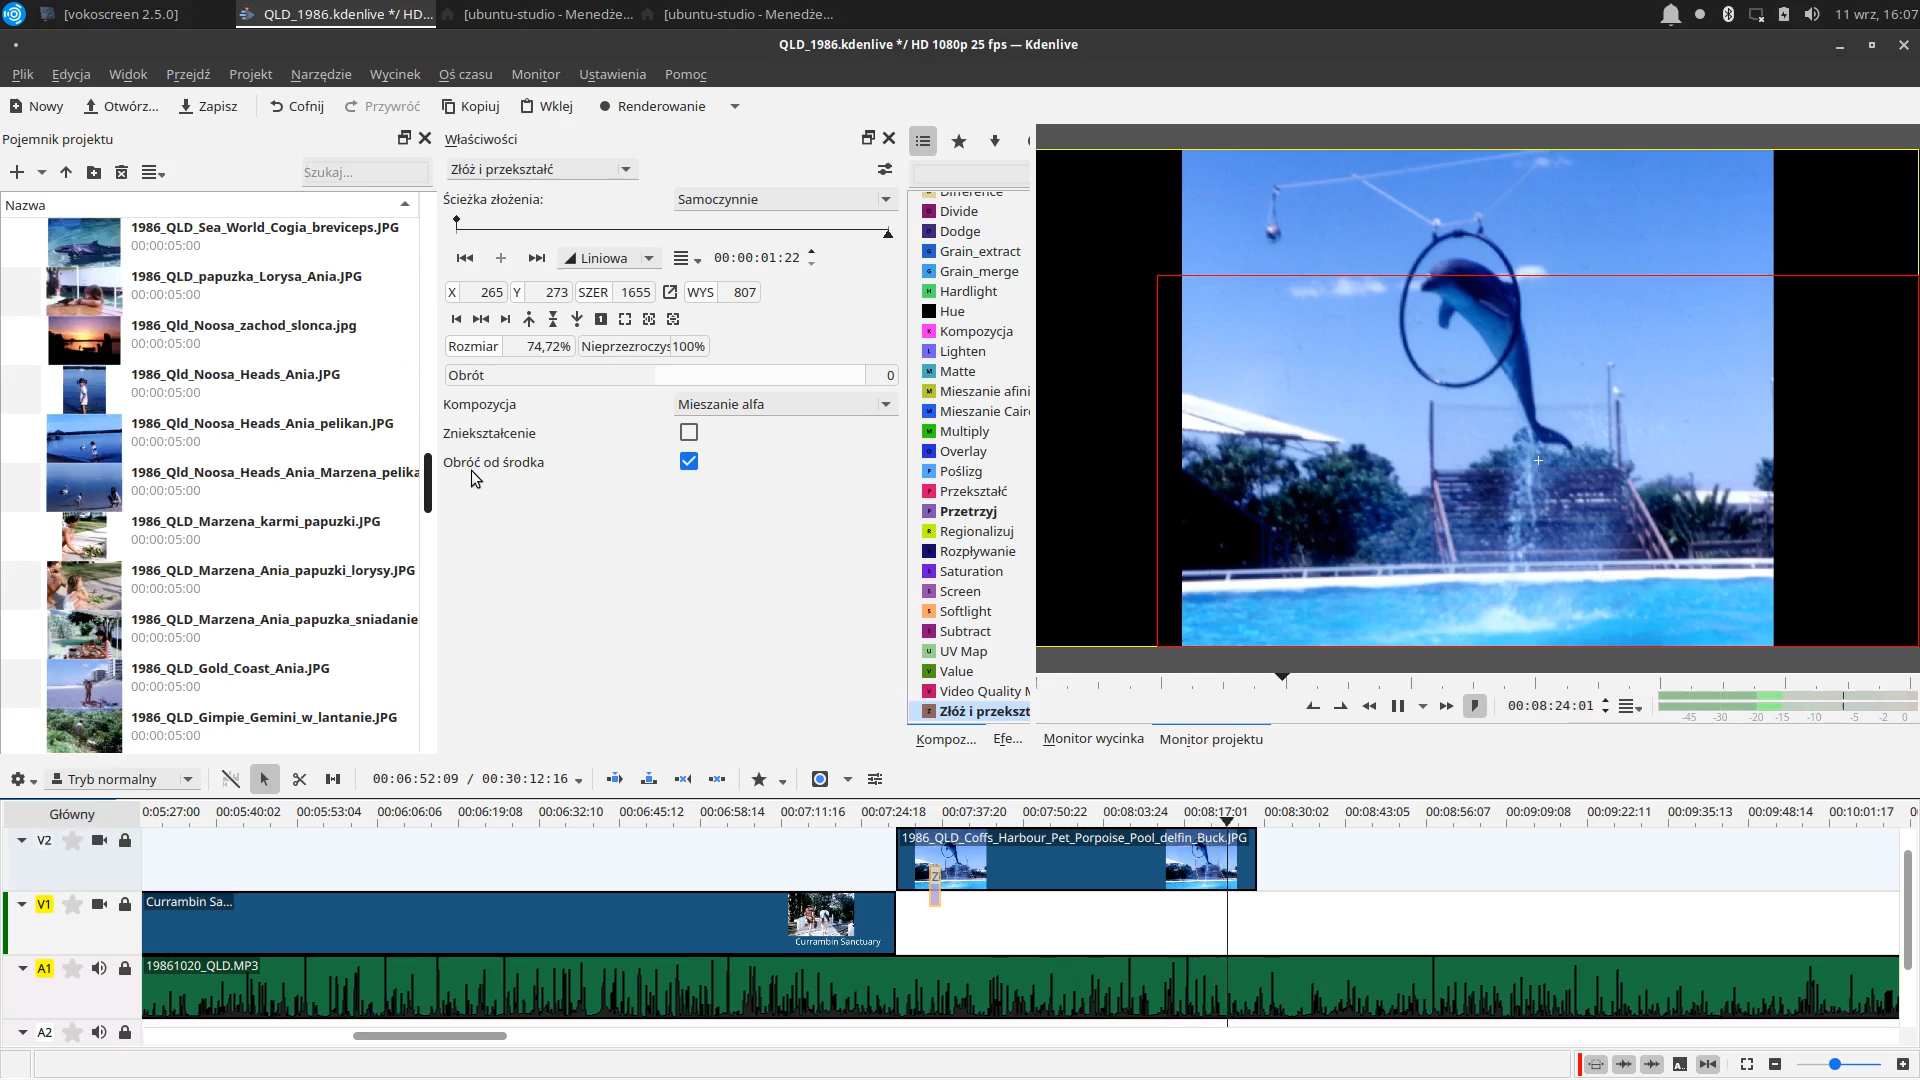 [vokoscreen 2.5.0]
QLD_1986.kdenlive */ HD...
[ubuntu-studio - Menedże...
[ubuntu-studio - Menedże...
11 wrz, 16:07
QLD_1986.kdenlive */ HD 1080p 25 fps — Kdenlive
Plik Edycja Widok Przejdź Projekt Narzędzie Wycinek Oś czasu Monitor Ustawienia Pomoc
Nowy Otwórz... Zapisz Cofnij Przywróć Kopiuj Wklej Renderowanie
Pojemnik projektu
Szukaj...
Nazwa
1986_QLD_Sea_World_Cogia_breviceps.JPG
00:00:05:00
1986_QLD_papuzka_Lorysa_Ania.JPG
00:00:05:00
1986_Qld_Noosa_zachod_slonca.jpg
00:00:05:00
1986_Qld_Noosa_Heads_Ania.JPG
00:00:05:00
1986_QLD_Noosa_Heads_Ania_pelikan.JPG
00:00:05:00
1986_Qld_Noosa_Heads_Ania_Marzena_pelika
00:00:05:00
1986_QLD_Marzena_karmi_papuzki.JPG
00:00:05:00
1986_QLD_Marzena_Ania_papuzki_lorysy.JPG
00:00:05:00
1986_QLD_Marzena_Ania_papuzka_sniadanie
00:00:05:00
1986_QLD_Gold_Coast_Ania.JPG
00:00:05:00
1986_QLD_Gimpie_Gemini_w_lantanie.JPG
00:00:05:00
Właściwości
Złóż i przekształć
Ścieżka złożenia: Samoczynnie
Liniowa 00:00:01:22
X 265 Y 273 SZER 1655 WYS 807
Rozmiar 74,72% Nieprzezroczys 100%
Obrót 0
Kompozycja Mieszanie alfa
Zniekształcenie
Obróć od środka
Difference
Divide
Dodge
Grain_extract
Grain_merge
Hardlight
Hue
Kompozycja
Lighten
Matte
Mieszanie afini
Mieszanie Cair
Multiply
Overlay
Poślizg
Przekształć
Przetrzyj
Regionalizuj
Rozpływanie
Saturation
Screen
Softlight
Subtract
UV Map
Value
Video Quality M
Złóż i przekszt
Kompoz... Efe...
00:08:24:01
-45 -30 -20 -15 -10 -5 -2 0
Monitor wycinka Monitor projektu
Tryb normalny
00:06:52:09 / 00:30:12:16
Główny
0:05:27:00 00:05:40:02 00:05:53:04 00:06:06:06 00:06:19:08 00:06:32:10 00:06:45:12 00:06:58:14 00:07:11:16 00:07:24:18 00:07:37:20 00:07:50:22 00:08:03:24 00:08:17:01 00:08:30:02 00:08:43:05 00:08:56:07 00:09:09:08 00:09:22:11 00:09:35:13 00:09:48:14 00:10:01:17
V2
1986_QLD_Coffs_Harbour_Pet_Porpoise_Pool_delfin_Buck.JPG
Z
V1
Currambin Sa...
Currambin Sanctuary
A1
19861020_QLD.MP3
A2